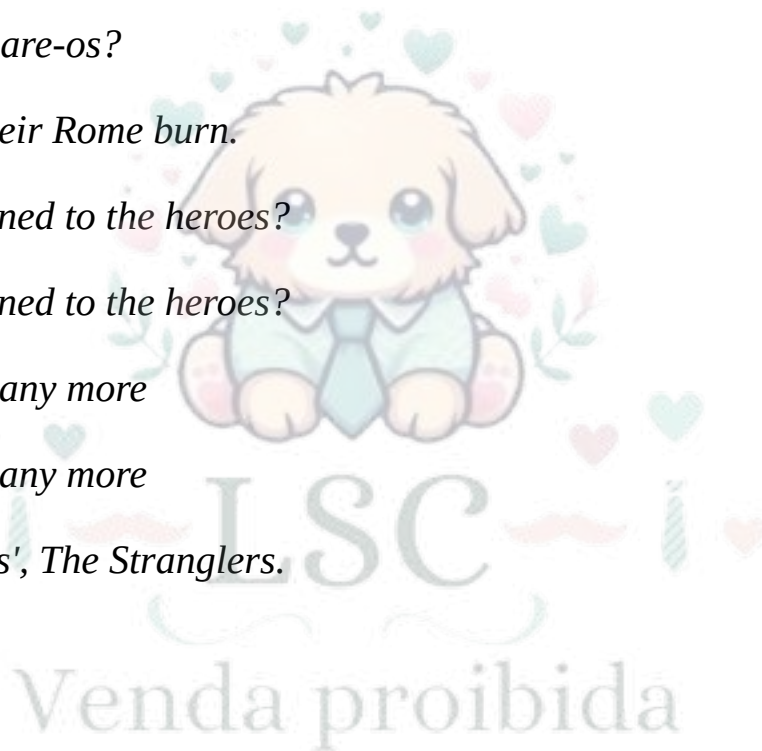 are-os?
eir Rome burn.
ned to the heroes?
ned to the heroes?
any more
any more
s', The Stranglers.
LSC
Venda proibida